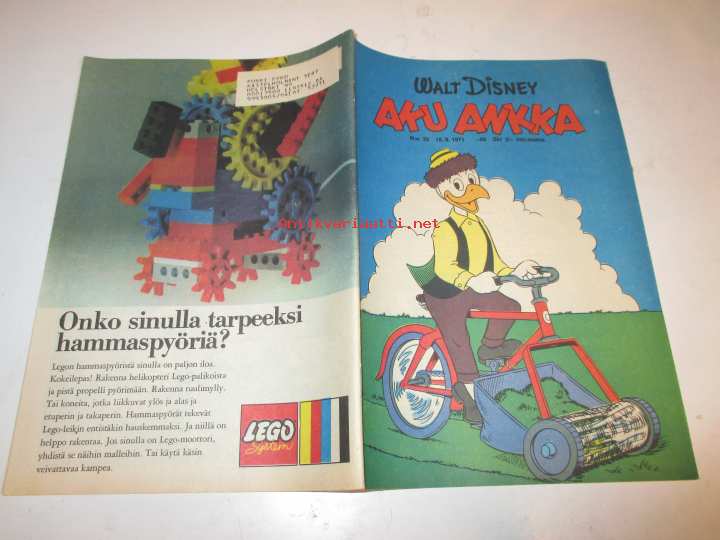 Onko sinulla tarpeeksi
hammaspyöriä?
Legon hammaspyöristä sinulla on paljon iloa.
Kokeilepas! Rakenna helikopteri Lego-palikoista
ja pistä propelli pyörimään. Rakenna tuulimylly.
Tai koneita, jotka liikkuvat ylös ja alas ja
etuperin ja takaperin. Hammaspyörät tekevät
Lego-leikin entistäkin hauskemmaksi. Ja niillä on
helppo rakentaa. Jos sinulla on Lego-moottori,
yhdistä se näihin malleihin. Tai käytä käsin
veivattavaa kampea.
LEGO
System
WALT DISNEY
AKU ANKKA
Antikvariaatti.net